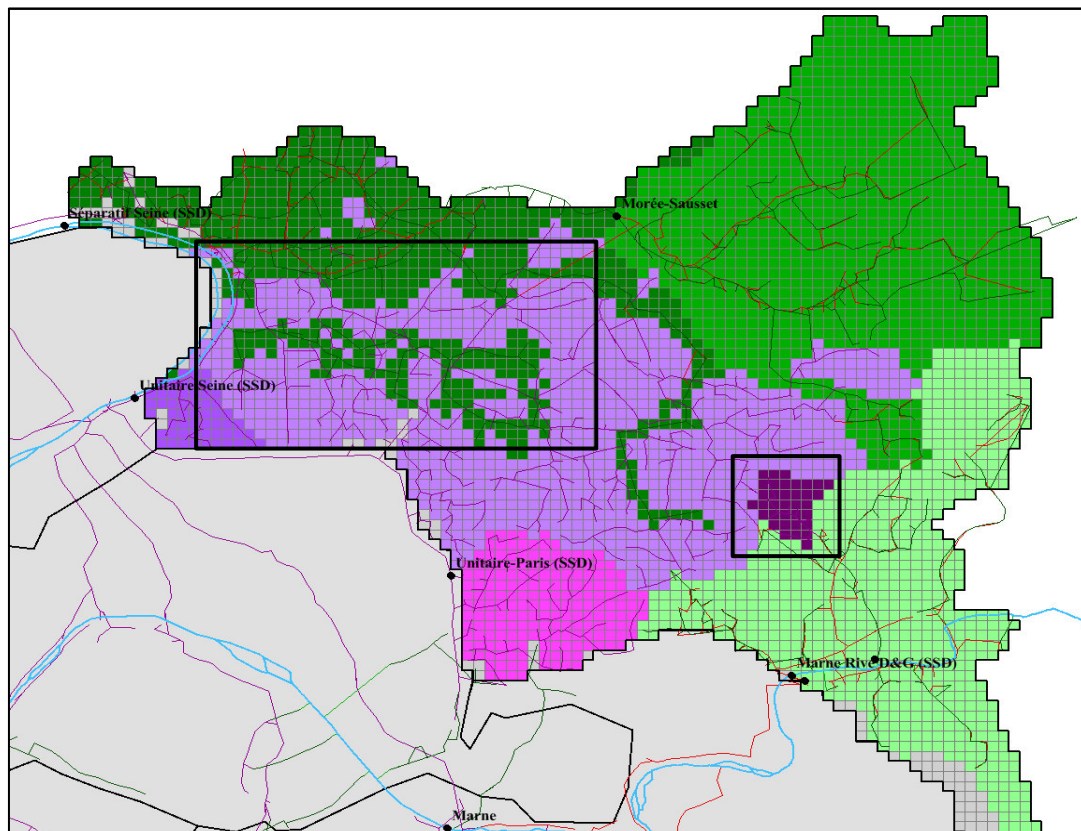 Morée-Sausset
Séparatif Seine (SSD)
Unitaire Seine (SSD)
Unitaire-Paris (SSD)
Marne Rive D&G (SSD)
Marne